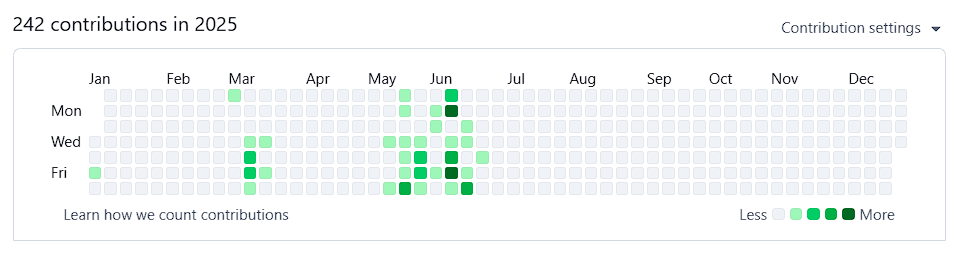 242 contributions in 2025
Contribution settings
Jan Feb Mar Apr May Jun Jul Aug Sep Oct Nov Dec
Mon
Wed
Fri
Learn how we count contributions
Less More